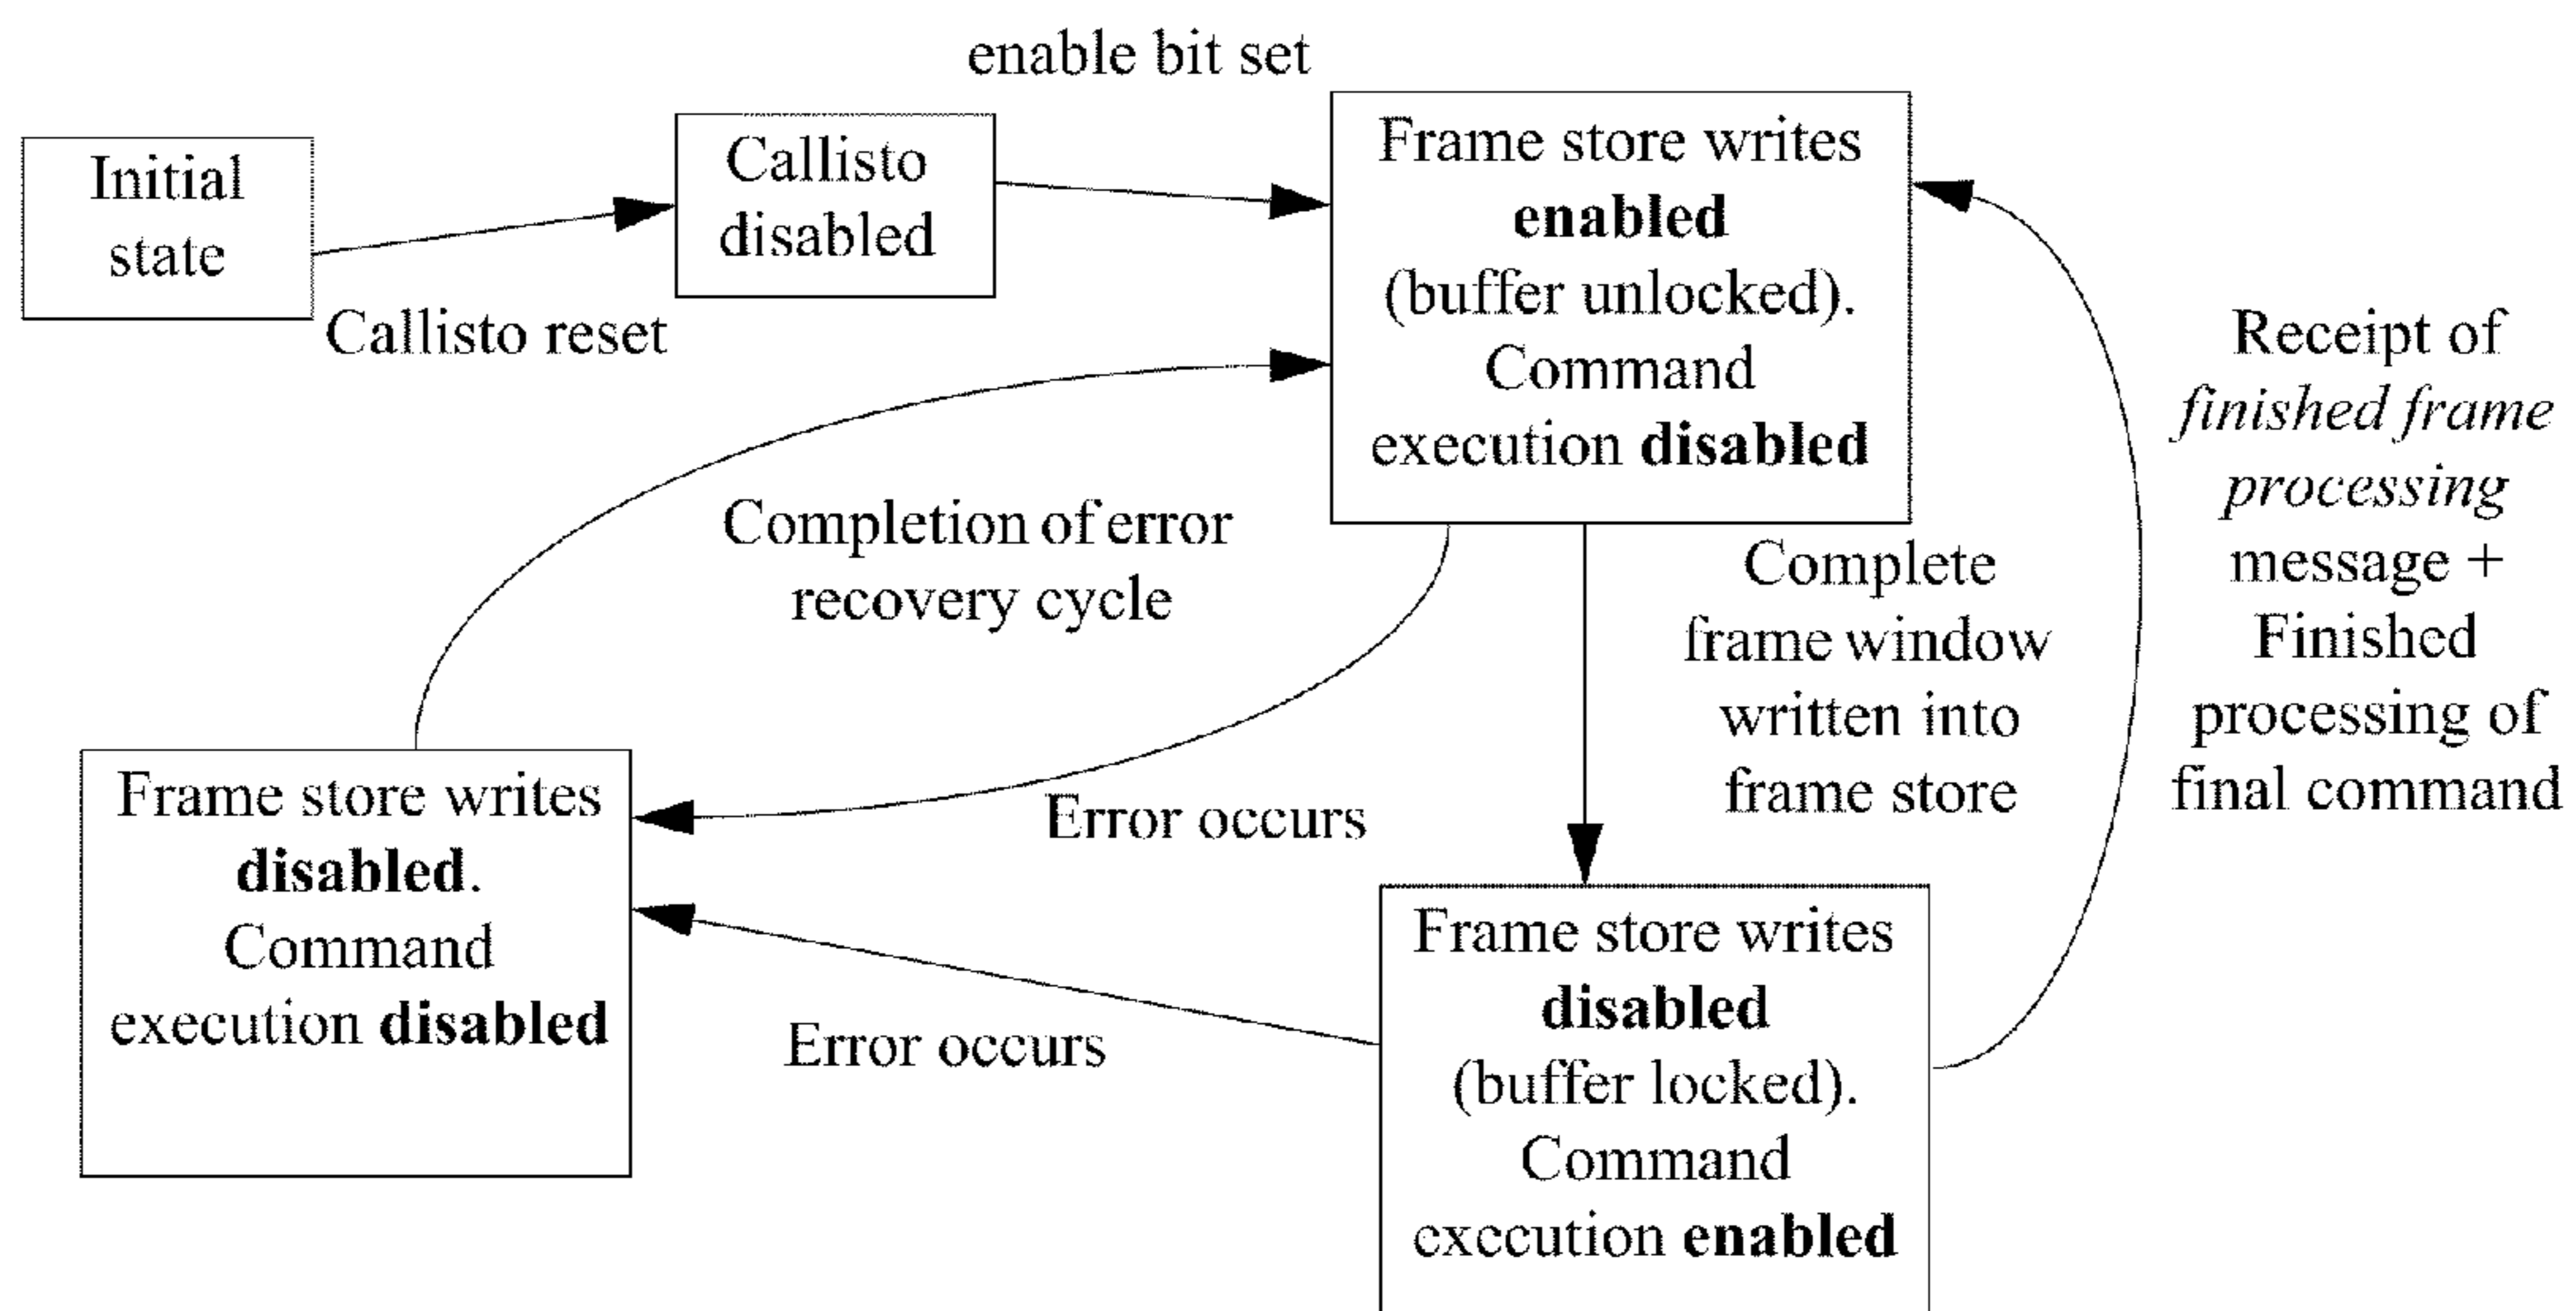 enable bit set
Initial
state
Callisto reset
Callisto
disabled
Frame store writes
enabled
(buffer unlocked).
Command
execution disabled
Receipt of
finished frame
processing
message +
Finished
processing of
final command
Completion of error
recovery cycle
Complete
frame window
written into
frame store
Error occurs
Frame store writes
disabled.
Command
execution disabled
Error occurs
Frame store writes
disabled
(buffer locked).
Command
execution enabled